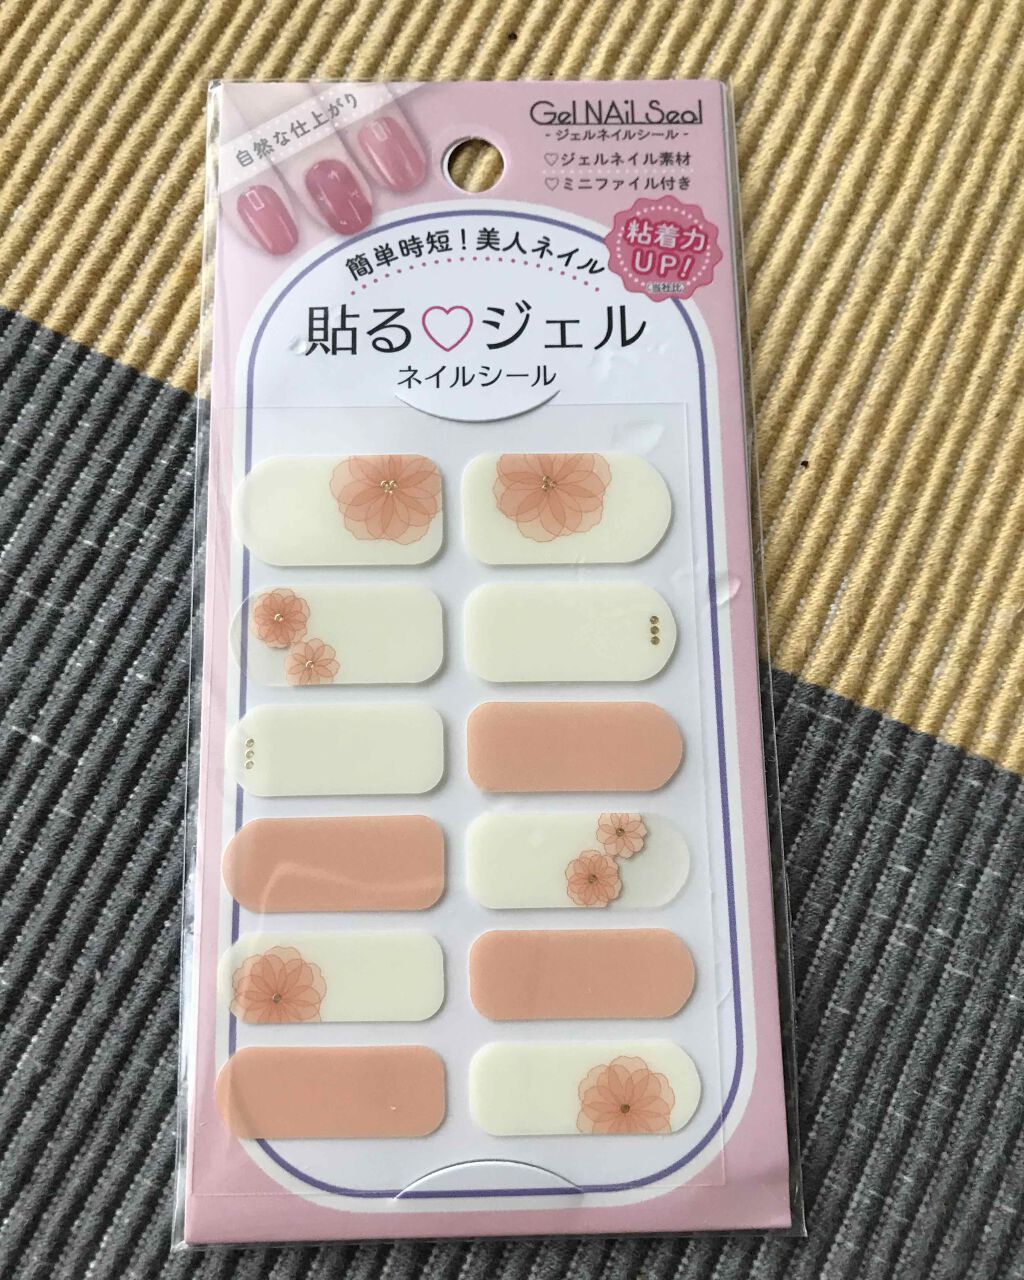 自然な仕上がり
Gel NAiL Seal
- ジェルネイルシール -
♡ジェルネイル素材
♡ミニファイル付き
粘着力
UP!
(当社比)
簡単時短!美人ネイル
貼る♡ジェル
ネイルシール